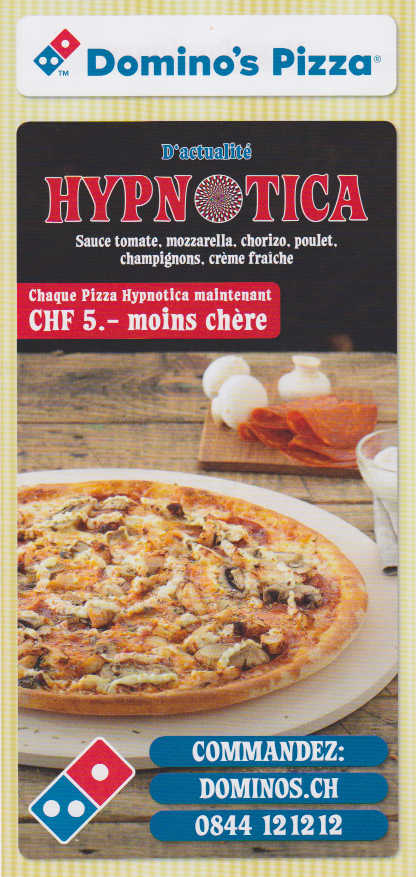 Domino's Pizza®
TM
D'actualité
HYPNOTICA
Sauce tomate, mozzarella, chorizo, poulet,
champignons, crème fraîche
Chaque Pizza Hypnotica maintenant
CHF 5.– moins chère
COMMANDEZ:
DOMINOS.CH
0844 121212